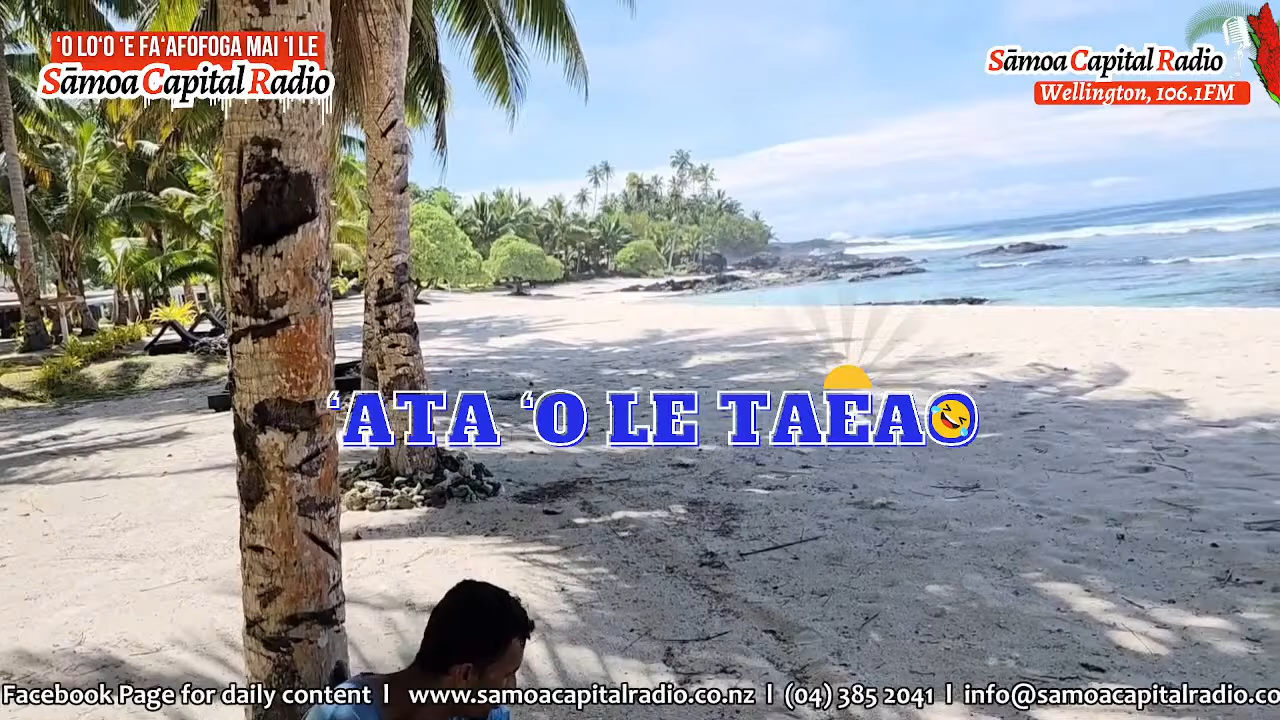 ‘O LO‘O ‘E FA‘AFOFOGA MAI ‘I LE
Sāmoa Capital Radio
Sāmoa Capital Radio
Wellington, 106.1FM
‘ATA ‘O LE TAEAO
Facebook Page for daily content | www.samoacapitalradio.co.nz | (04) 385 2041 | info@samoacapitalradio.co